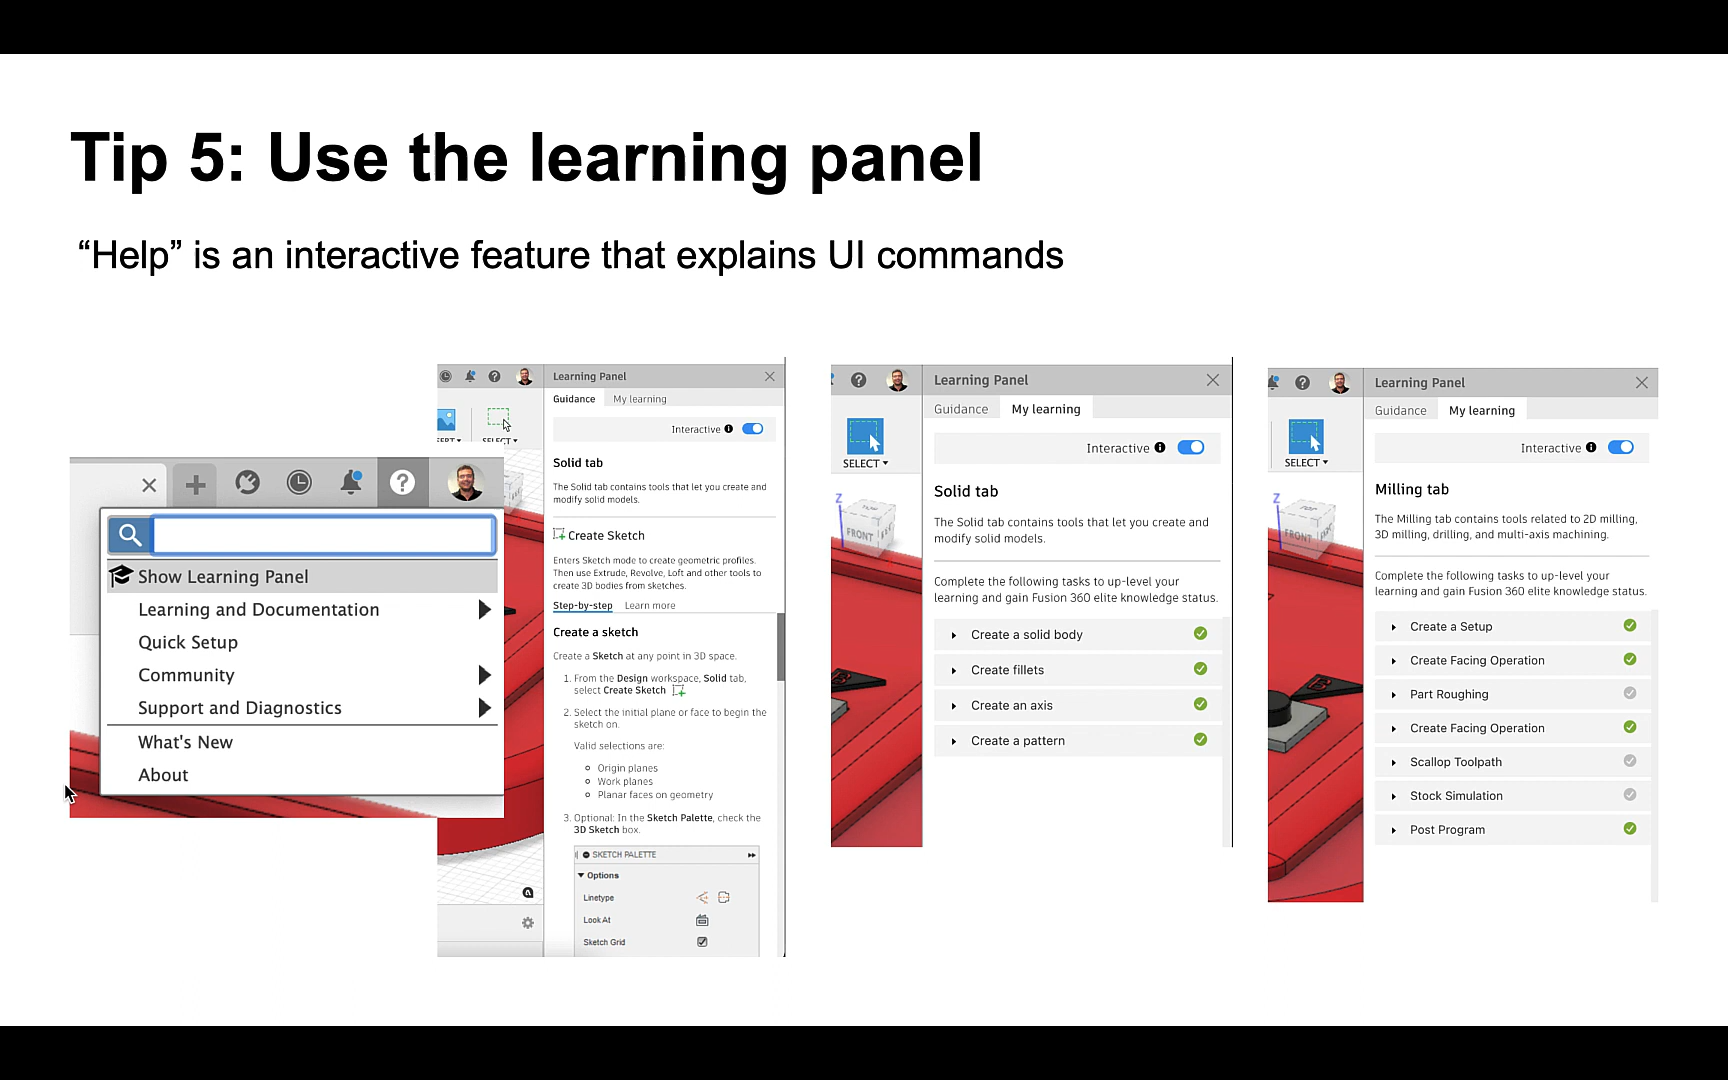 Tip 5: Use the learning panel
“Help” is an interactive feature that explains UI commands
Show Learning Panel
Learning and Documentation
Quick Setup
Community
Support and Diagnostics
What's New
About
SELECT
Learning Panel
Guidance My learning
Interactive
Solid tab
The Solid tab contains tools that let you create and
modify solid models.
Create Sketch
Enters Sketch mode to create geometric profiles.
Then use Extrude, Revolve, Loft and other tools to
create 3D bodies from sketches.
Step-by-step Learn more
Create a sketch
Create a Sketch at any point in 3D space.
1. From the Design workspace, Solid tab,
select Create Sketch
2. Select the initial plane or face to begin the
sketch on.
Valid selections are:
Origin planes
Work planes
Planar faces on geometry
3. Optional: In the Sketch Palette, check the
3D Sketch box.
SKETCH PALETTE
Options
Linetype
Look At
Sketch Grid
SELECT
Z
FRONT
Learning Panel
Guidance My learning
Interactive
Solid tab
The Solid tab contains tools that let you create and
modify solid models.
Complete the following tasks to up-level your
learning and gain Fusion 360 elite knowledge status.
Create a solid body
Create fillets
Create an axis
Create a pattern
SELECT
Z
FRONT
B
Learning Panel
Guidance My learning
Interactive
Milling tab
The Milling tab contains tools related to 2D milling,
3D milling, drilling, and multi-axis machining.
Complete the following tasks to up-level your
learning and gain Fusion 360 elite knowledge status.
Create a Setup
Create Facing Operation
Part Roughing
Create Facing Operation
Scallop Toolpath
Stock Simulation
Post Program